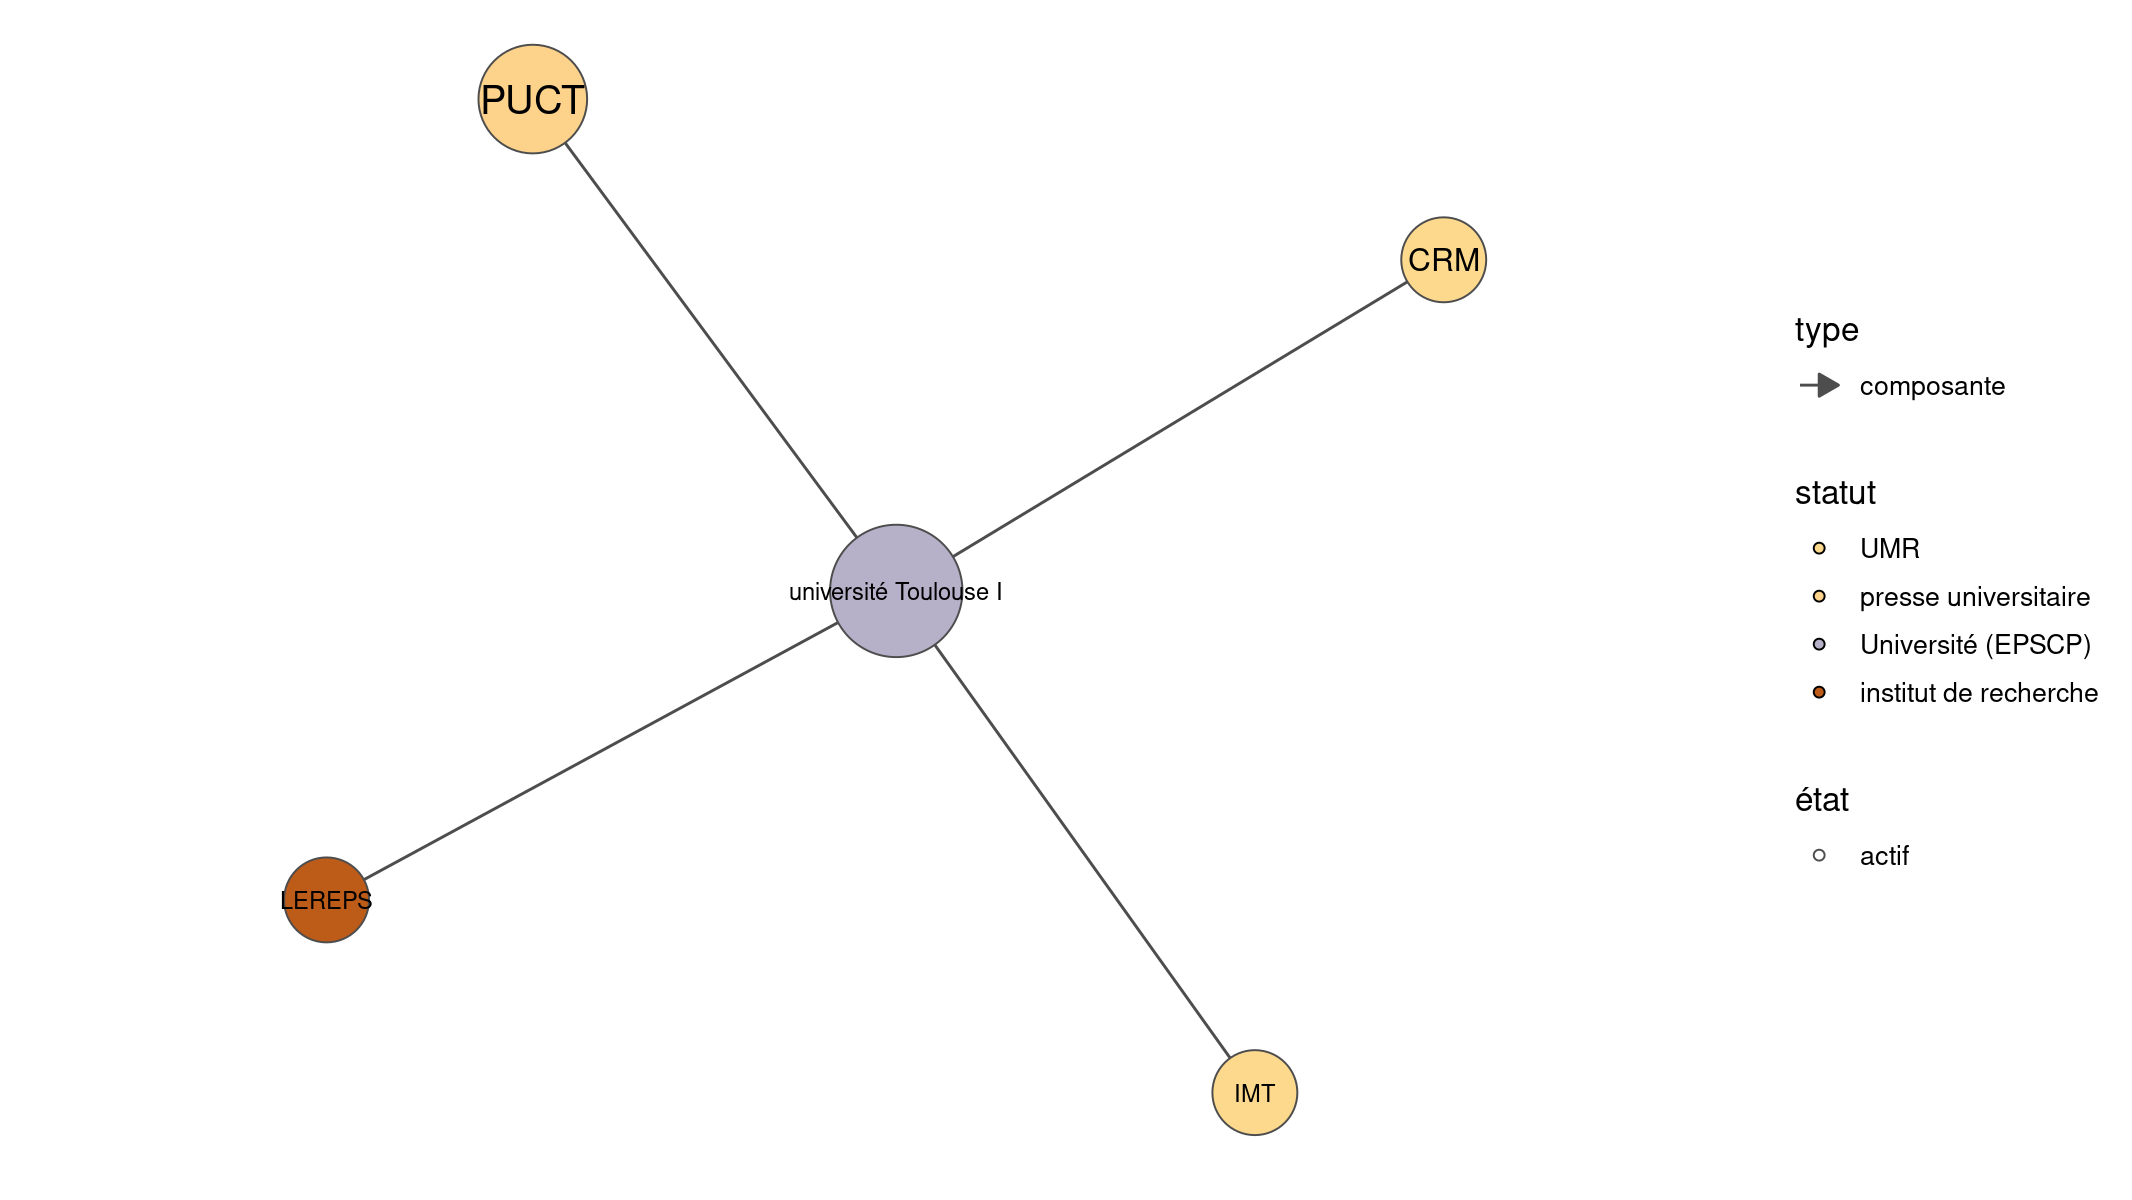 PUCT
CRM
université Toulouse I
LEREPS
IMT
type
composante
statut
UMR
presse universitaire
Université (EPSCP)
institut de recherche
état
actif